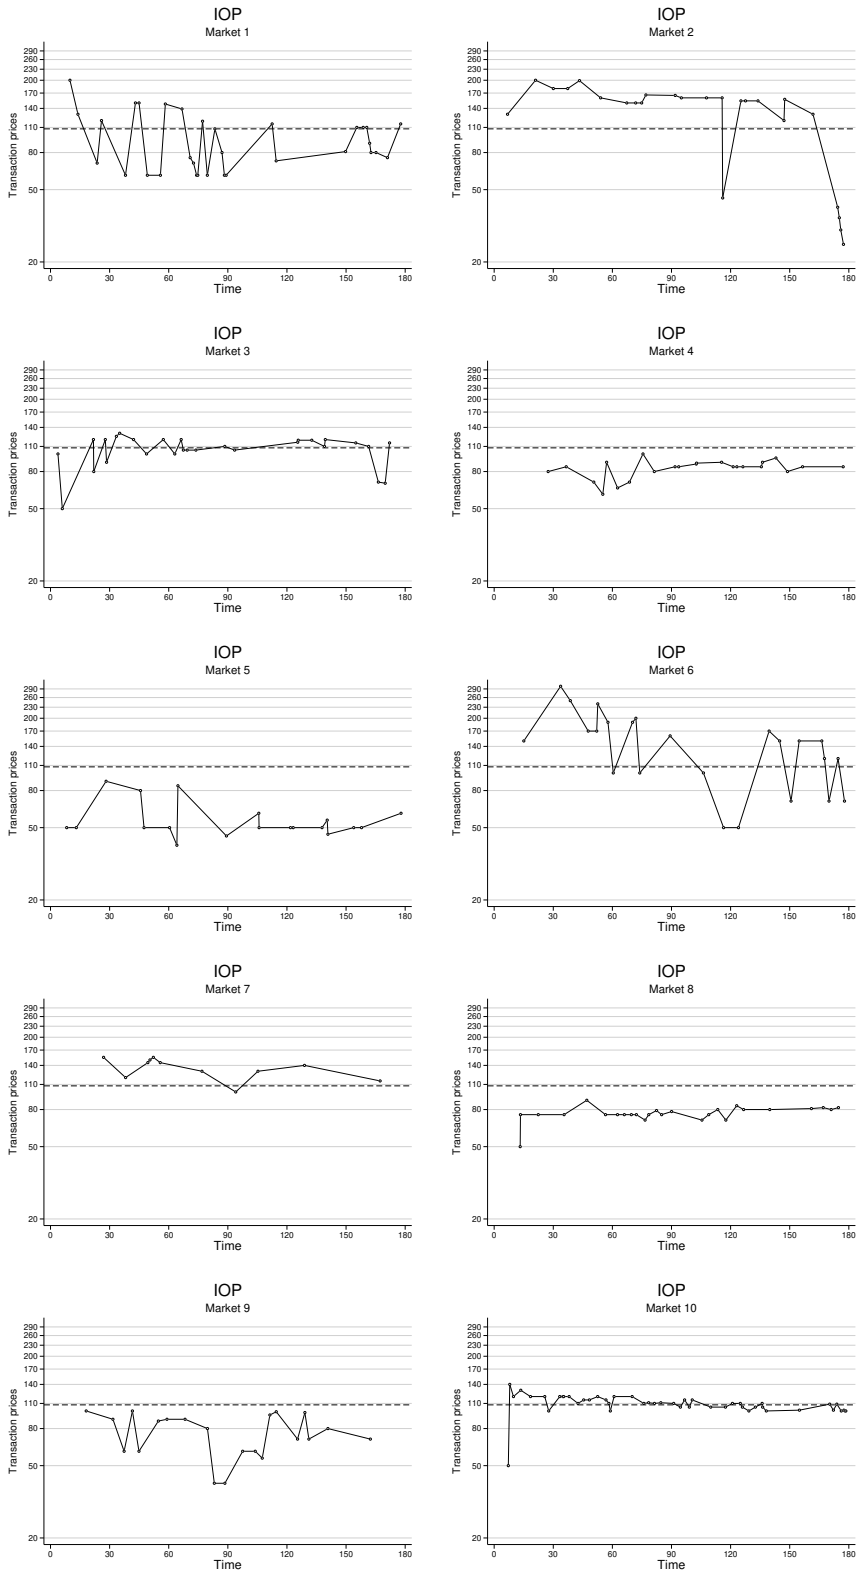 IOP
Market 1
Transaction prices
290
260
230
200
170
140
110
80
50
20
0 30 60 90 120 150 180
Time
IOP
Market 2
Transaction prices
290
260
230
200
170
140
110
80
50
20
0 30 60 90 120 150 180
Time
IOP
Market 3
Transaction prices
290
260
230
200
170
140
110
80
50
20
0 30 60 90 120 150 180
Time
IOP
Market 4
Transaction prices
290
260
230
200
170
140
110
80
50
20
0 30 60 90 120 150 180
Time
IOP
Market 5
Transaction prices
290
260
230
200
170
140
110
80
50
20
0 30 60 90 120 150 180
Time
IOP
Market 6
Transaction prices
290
260
230
200
170
140
110
80
50
20
0 30 60 90 120 150 180
Time
IOP
Market 7
Transaction prices
290
260
230
200
170
140
110
80
50
20
0 30 60 90 120 150 180
Time
IOP
Market 8
Transaction prices
290
260
230
200
170
140
110
80
50
20
0 30 60 90 120 150 180
Time
IOP
Market 9
Transaction prices
290
260
230
200
170
140
110
80
50
20
0 30 60 90 120 150 180
Time
IOP
Market 10
Transaction prices
290
260
230
200
170
140
110
80
50
20
0 30 60 90 120 150 180
Time